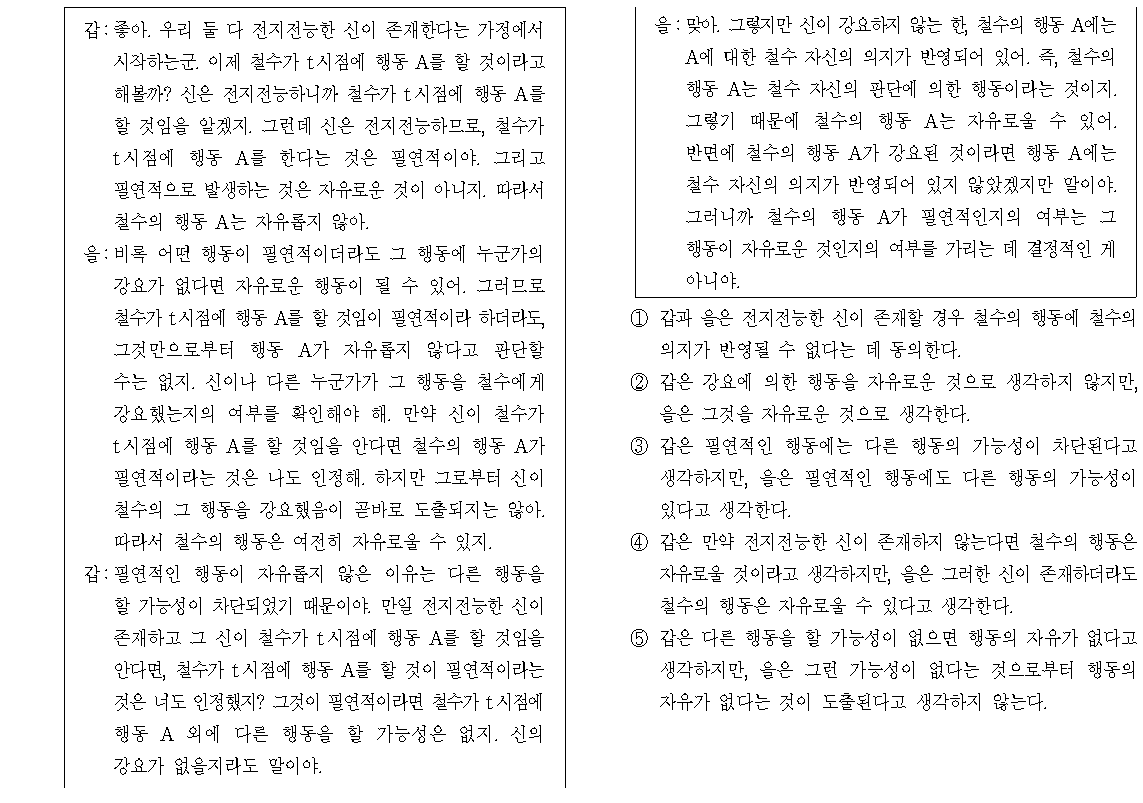 갑: 좋아. 우리 둘 다 전지전능한 신이 존재한다는 가정에서
시작하는군. 이제 철수가 t시점에 행동 A를 할 것이라고
해볼까? 신은 전지전능하니까 철수가 t시점에 행동 A를
할 것임을 알겠지. 그런데 신은 전지전능하므로, 철수가
t시점에 행동 A를 한다는 것은 필연적이야. 그리고
필연적으로 발생하는 것은 자유로운 것이 아니지. 따라서
철수의 행동 A는 자유롭지 않아.
을: 비록 어떤 행동이 필연적이더라도 그 행동에 누군가의
강요가 없다면 자유로운 행동이 될 수 있어. 그러므로
철수가 t시점에 행동 A를 할 것임이 필연적이라 하더라도,
그것만으로부터 행동 A가 자유롭지 않다고 판단할
수는 없지. 신이나 다른 누군가가 그 행동을 철수에게
강요했는지의 여부를 확인해야 해. 만약 신이 철수가
t시점에 행동 A를 할 것임을 안다면 철수의 행동 A가
필연적이라는 것은 나도 인정해. 하지만 그로부터 신이
철수의 그 행동을 강요했음이 곧바로 도출되지는 않아.
따라서 철수의 행동은 여전히 자유로울 수 있지.
갑: 필연적인 행동이 자유롭지 않은 이유는 다른 행동을
할 가능성이 차단되었기 때문이야. 만일 전지전능한 신이
존재하고 그 신이 철수가 t시점에 행동 A를 할 것임을
안다면, 철수가 t시점에 행동 A를 할 것이 필연적이라는
것은 너도 인정했지? 그것이 필연적이라면 철수가 t시점에
행동 A 외에 다른 행동을 할 가능성은 없지. 신의
강요가 없을지라도 말이야.
을: 맞아. 그렇지만 신이 강요하지 않는 한, 철수의 행동 A에는
A에 대한 철수 자신의 의지가 반영되어 있어. 즉, 철수의
행동 A는 철수 자신의 판단에 의한 행동이라는 것이지.
그렇기 때문에 철수의 행동 A는 자유로울 수 있어.
반면에 철수의 행동 A가 강요된 것이라면 행동 A에는
철수 자신의 의지가 반영되어 있지 않았겠지만 말이야.
그러니까 철수의 행동 A가 필연적인지의 여부는 그
행동이 자유로운 것인지의 여부를 가리는 데 결정적인 게
아니야.
① 갑과 을은 전지전능한 신이 존재할 경우 철수의 행동에 철수의
의지가 반영될 수 없다는 데 동의한다.
② 갑은 강요에 의한 행동을 자유로운 것으로 생각하지 않지만,
을은 그것을 자유로운 것으로 생각한다.
③ 갑은 필연적인 행동에는 다른 행동의 가능성이 차단된다고
생각하지만, 을은 필연적인 행동에도 다른 행동의 가능성이
있다고 생각한다.
④ 갑은 만약 전지전능한 신이 존재하지 않는다면 철수의 행동은
자유로울 것이라고 생각하지만, 을은 그러한 신이 존재하더라도
철수의 행동은 자유로울 수 있다고 생각한다.
⑤ 갑은 다른 행동을 할 가능성이 없으면 행동의 자유가 없다고
생각하지만, 을은 그런 가능성이 없다는 것으로부터 행동의
자유가 없다는 것이 도출된다고 생각하지 않는다.